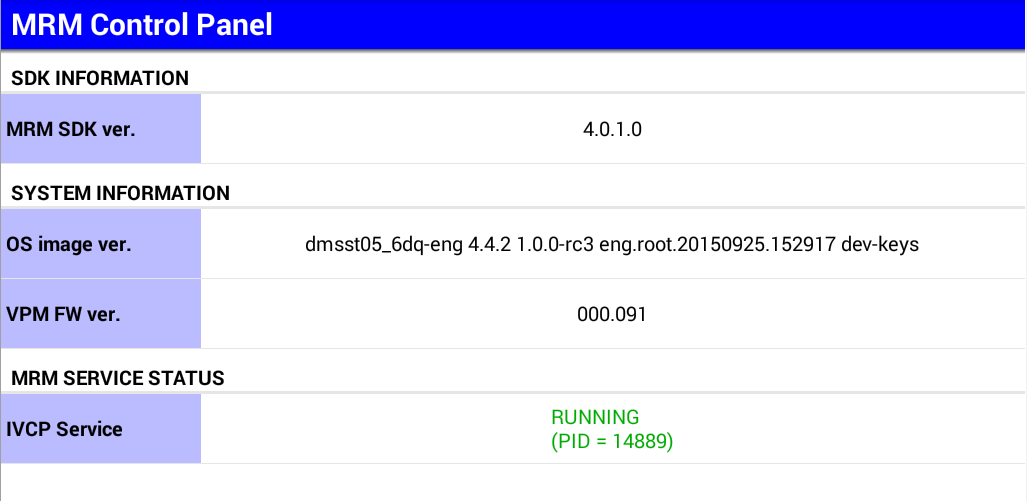 MRM Control Panel
SDK INFORMATION
MRM SDK ver.
4.0.1.0
SYSTEM INFORMATION
OS image ver.
dmsst05_6dq-eng 4.4.2 1.0.0-rc3 eng.root.20150925.152917 dev-keys
VPM FW ver.
000.091
MRM SERVICE STATUS
IVCP Service
RUNNING
(PID = 14889)